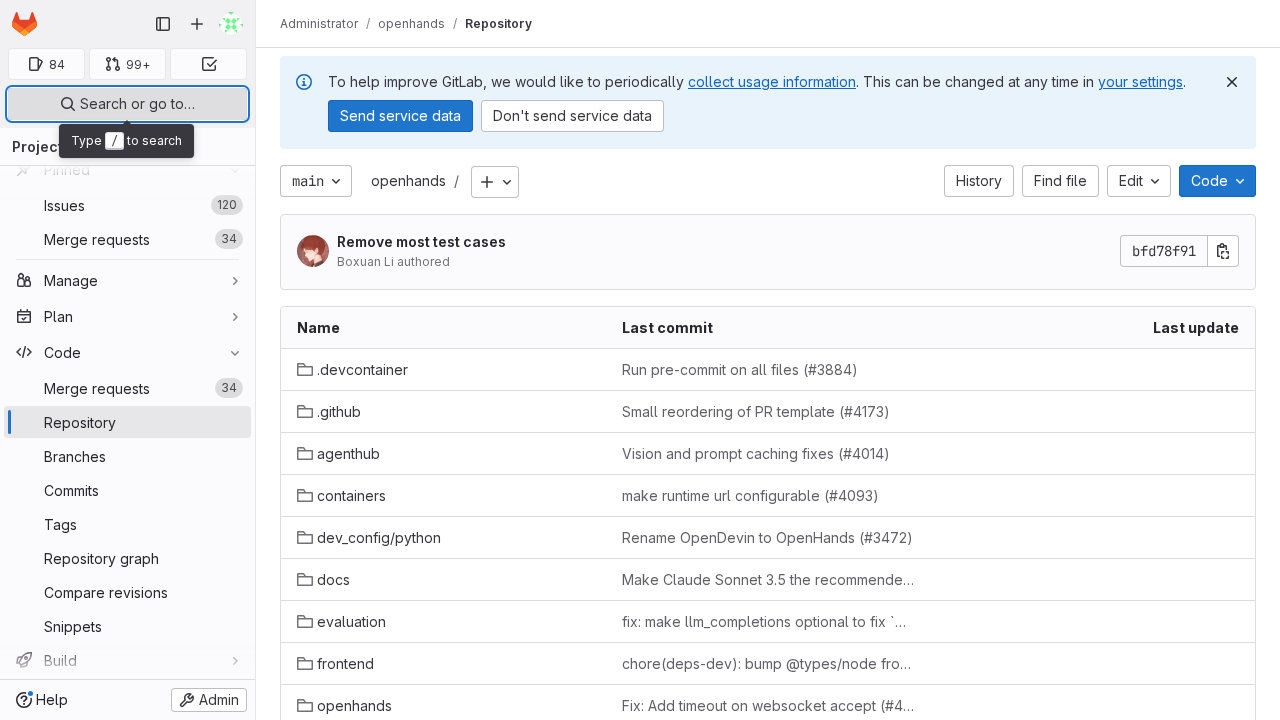 84
99+
Search or go to…
Type / to search
Project
Pinned
Issues
120
Merge requests
34
Manage
Plan
Code
Merge requests
34
Repository
Branches
Commits
Tags
Repository graph
Compare revisions
Snippets
Build
Help
Admin
Administrator / openhands / Repository
To help improve GitLab, we would like to periodically collect usage information. This can be changed at any time in your settings.
Send service data
Don't send service data
main
openhands /
History
Find file
Edit
Code
Remove most test cases
Boxuan Li authored
bfd78f91
Name Last commit Last update
.devcontainer Run pre-commit on all files (#3884)
.github Small reordering of PR template (#4173)
agenthub Vision and prompt caching fixes (#4014)
containers make runtime url configurable (#4093)
dev_config/python Rename OpenDevin to OpenHands (#3472)
docs Make Claude Sonnet 3.5 the recommende…
evaluation fix: make llm_completions optional to fix `…
frontend chore(deps-dev): bump @types/node fro…
openhands Fix: Add timeout on websocket accept (#4…